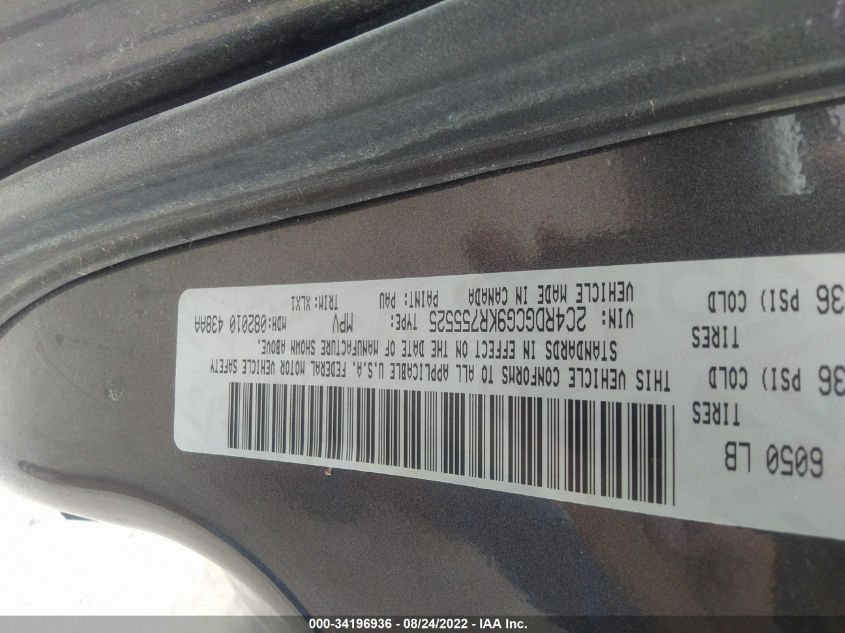 6050 LB
TIRES
36 PSI) COLD
TIRES
36 PSI) COLD
THIS VEHICLE CONFORMS TO ALL APPLICABLE U.S.A. FEDERAL MOTOR VEHICLE SAFETY
STANDARDS IN EFFECT ON THE DATE OF MANUFACTURE SHOWN ABOVE.
VIN: 2C4RDGCG9KR755525 TYPE: MPV MDH:082010 438AA
VEHICLE MADE IN CANADA PAINT: PAU TRIM:XLX1
000-34196936 - 08/24/2022 - IAA Inc.